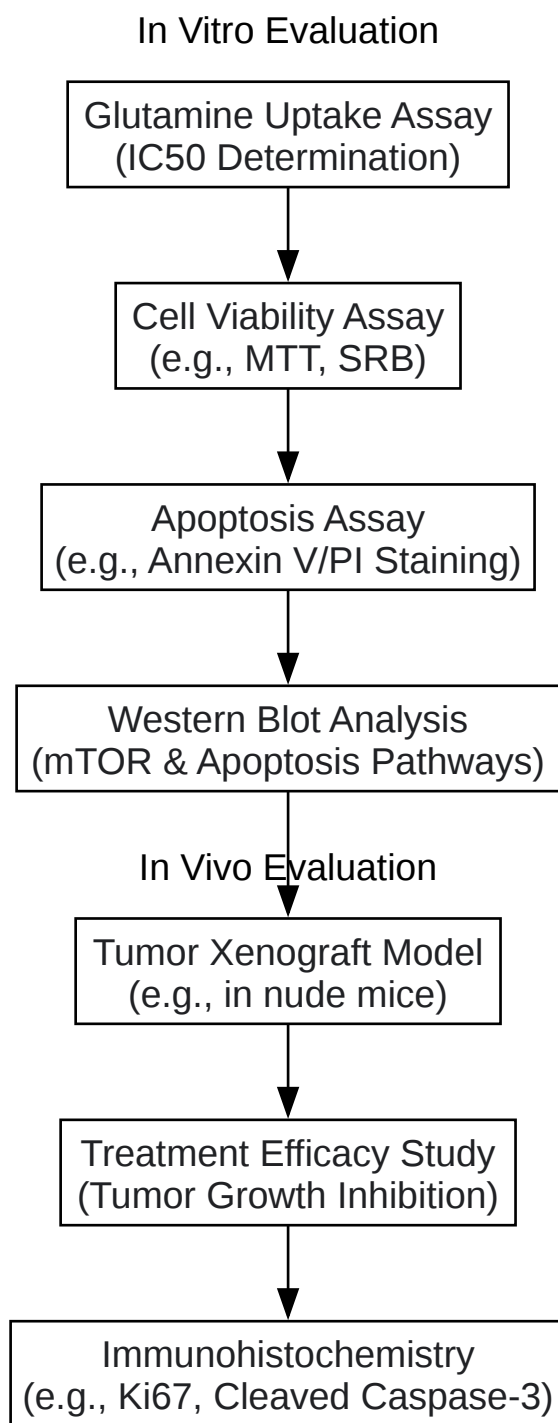 In Vitro Evaluation
Glutamine Uptake Assay
(IC50 Determination)
Cell Viability Assay
(e.g., MTT, SRB)
Apoptosis Assay
(e.g., Annexin V/PI Staining)
Western Blot Analysis
(mTOR & Apoptosis Pathways)
In Vivo Evaluation
Tumor Xenograft Model
(e.g., in nude mice)
Treatment Efficacy Study
(Tumor Growth Inhibition)
Immunohistochemistry
(e.g., Ki67, Cleaved Caspase-3)